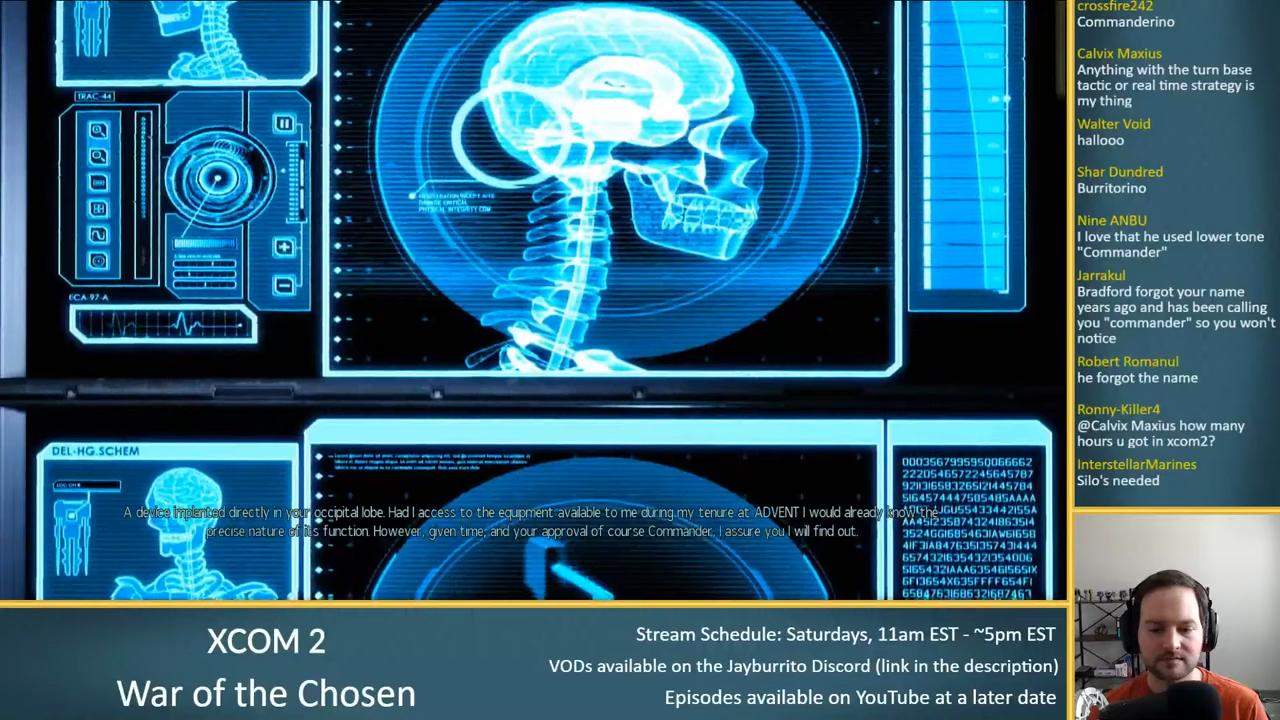 TRAC-44
ECA-97-A
DAMAGE CRITICAL
PHYSICAL INTEGRITY COM
DEL-HG.SCHEM
A device implanted directly in your occipital lobe. Had I access to the equipment available to me during my tenure at ADVENT I would already know the
precise nature of its function. However, given time, and your approval of course Commander, I assure you I will find out.
crossfire242
Commanderino
Calvix Maxius
Anything with the turn base
tactic or real time strategy is
my thing
Walter Void
hallooo
Shar Dundred
Burritorino
Nine ANBU
I love that he used lower tone
"Commander"
Jarrakul
Bradford forgot your name
years ago and has been calling
you "commander" so you won't
notice
Robert Romanul
he forgot the name
Ronny-Killer4
@Calvix Maxius how many
hours u got in xcom2?
InterstellarMarines
Silo's needed
XCOM 2
War of the Chosen
Stream Schedule: Saturdays, 11am EST - ~5pm EST
VODs available on the Jayburrito Discord (link in the description)
Episodes available on YouTube at a later date